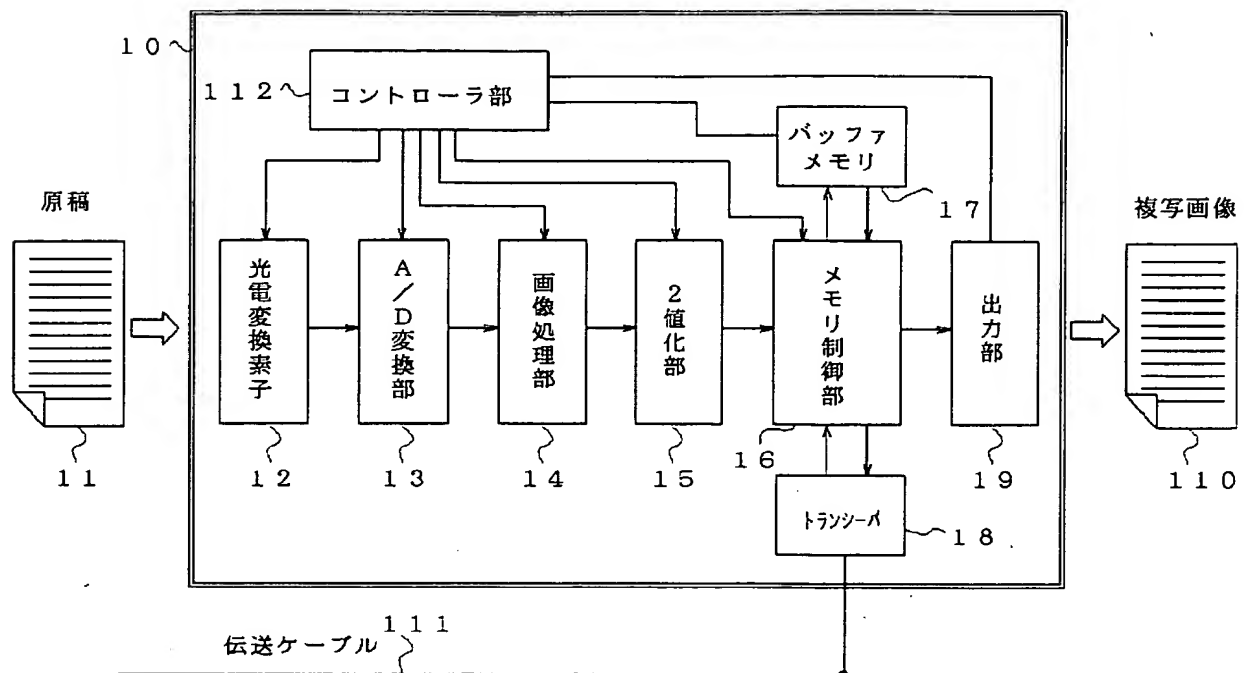 10
112
コントローラ部
バッファ
メモリ
17
原稿
複写画像
光電変換素子
A/D変換部
画像処理部
2値化部
メモリ制御部
出力部
11
12
13
14
15
16
19
110
トランシーバ
18
伝送ケーブル
111